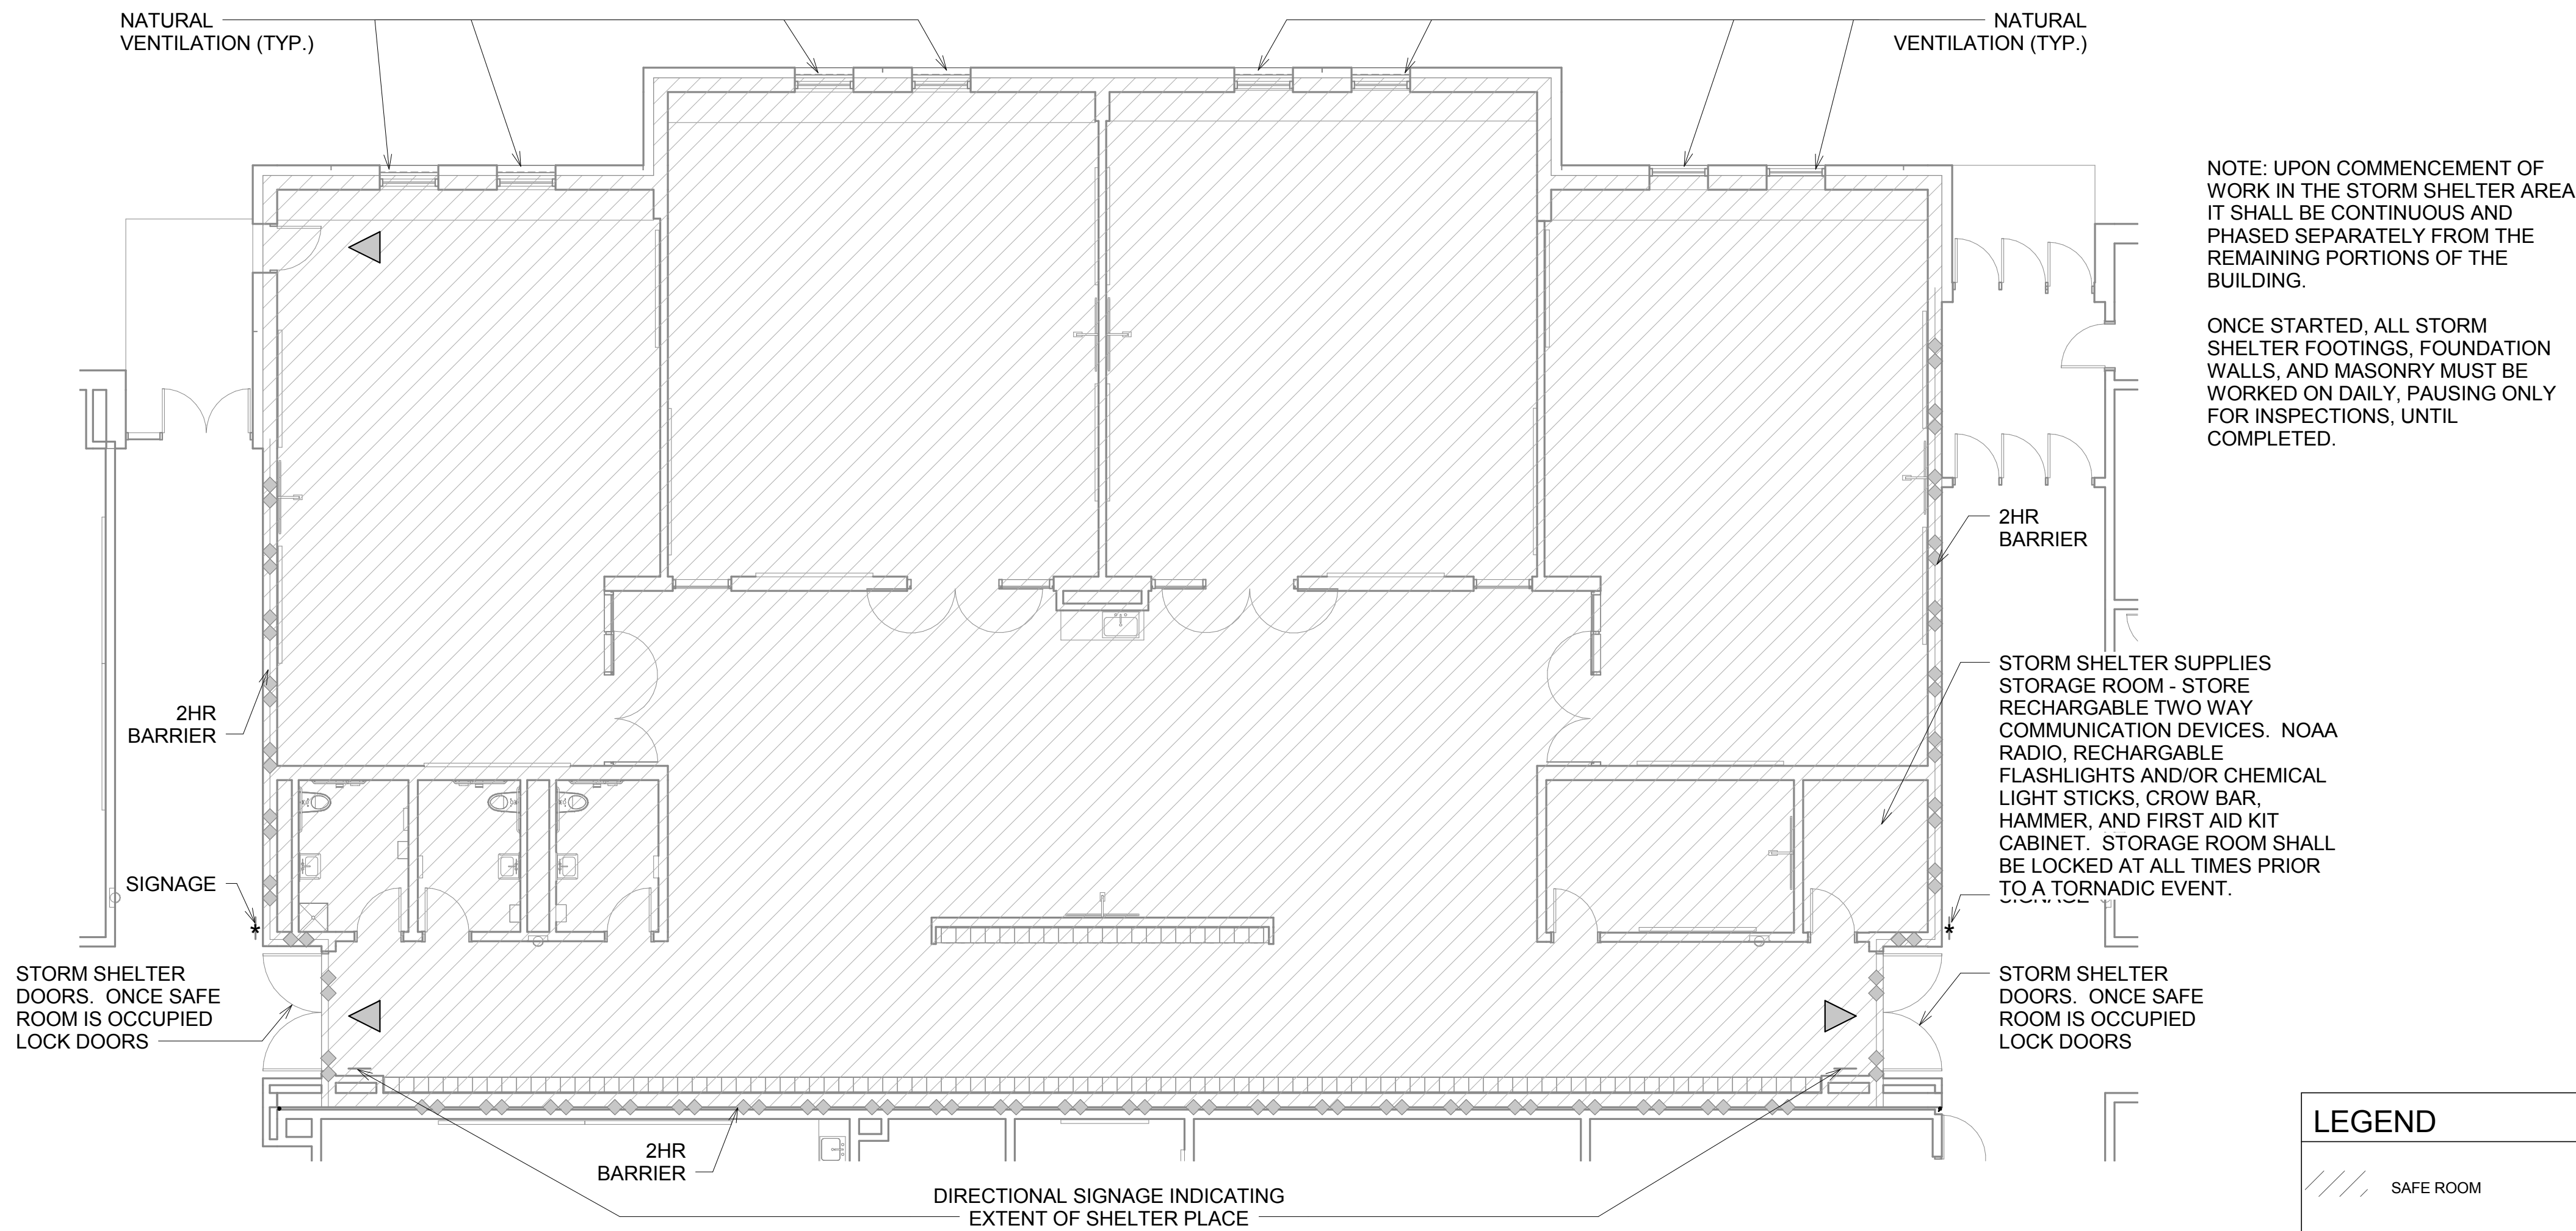 NATURAL
VENTILATION (TYP.)
NATURAL
VENTILATION (TYP.)
NOTE: UPON COMMENCEMENT OF
WORK IN THE STORM SHELTER AREA
IT SHALL BE CONTINUOUS AND
PHASED SEPARATELY FROM THE
REMAINING PORTIONS OF THE
BUILDING.
ONCE STARTED, ALL STORM
SHELTER FOOTINGS, FOUNDATION
WALLS, AND MASONRY MUST BE
WORKED ON DAILY, PAUSING ONLY
FOR INSPECTIONS, UNTIL
COMPLETED.
2HR
BARRIER
STORM SHELTER SUPPLIES
STORAGE ROOM - STORE
RECHARGABLE TWO WAY
COMMUNICATION DEVICES. NOAA
RADIO, RECHARGABLE
FLASHLIGHTS AND/OR CHEMICAL
LIGHT STICKS, CROW BAR,
HAMMER, AND FIRST AID KIT
CABINET. STORAGE ROOM SHALL
BE LOCKED AT ALL TIMES PRIOR
TO A TORNADIC EVENT.
SIGNAGE
2HR
BARRIER
SIGNAGE
*
*
STORM SHELTER
DOORS. ONCE SAFE
ROOM IS OCCUPIED
LOCK DOORS
STORM SHELTER
DOORS. ONCE SAFE
ROOM IS OCCUPIED
LOCK DOORS
2HR
BARRIER
DIRECTIONAL SIGNAGE INDICATING
EXTENT OF SHELTER PLACE
LEGEND
SAFE ROOM